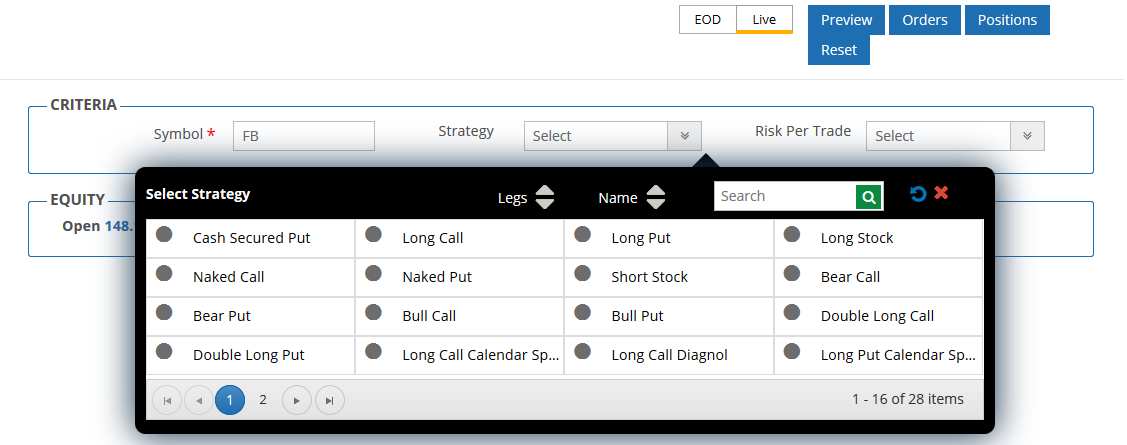 EOD Live Preview Orders Positions
Reset
CRITERIA
Symbol * FB Strategy Select Risk Per Trade Select
Select Strategy Legs Name Search
EQUITY
Open 148.
Cash Secured Put Long Call Long Put Long Stock
Naked Call Naked Put Short Stock Bear Call
Bear Put Bull Call Bull Put Double Long Call
Double Long Put Long Call Calendar Sp... Long Call Diagnol Long Put Calendar Sp...
1 2 1 - 16 of 28 items